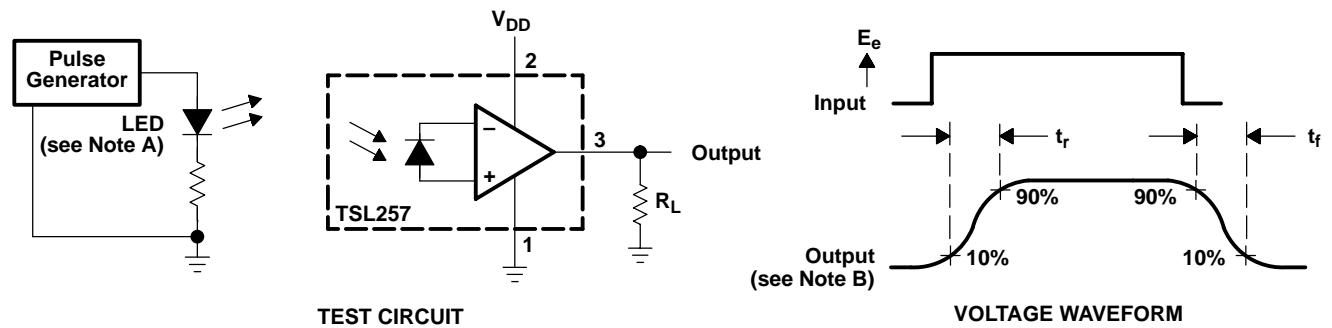 Pulse
Generator
LED
(see Note A)
VDD
2
−
+
3
Output
RL
TSL257
1
TEST CIRCUIT
Ee
Input
tr
tf
90%
90%
10%
10%
Output
(see Note B)
VOLTAGE WAVEFORM